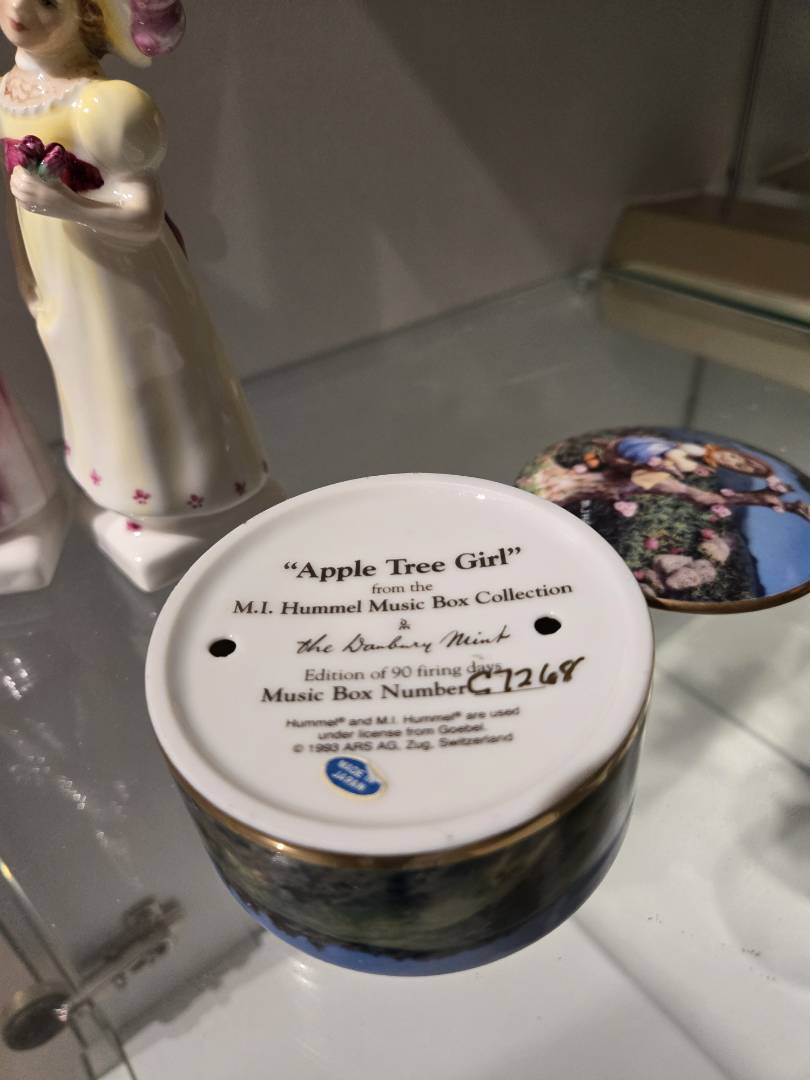 “Apple Tree Girl”
from the
M.I. Hummel Music Box Collection
&
the Danbury Mint
Edition of 90 firing days
Music Box Number C7268
Hummel® and M.I. Hummel® are used
under license from Goebel.
© 1993 ARS AG, Zug, Switzerland
MADE IN
JAPAN